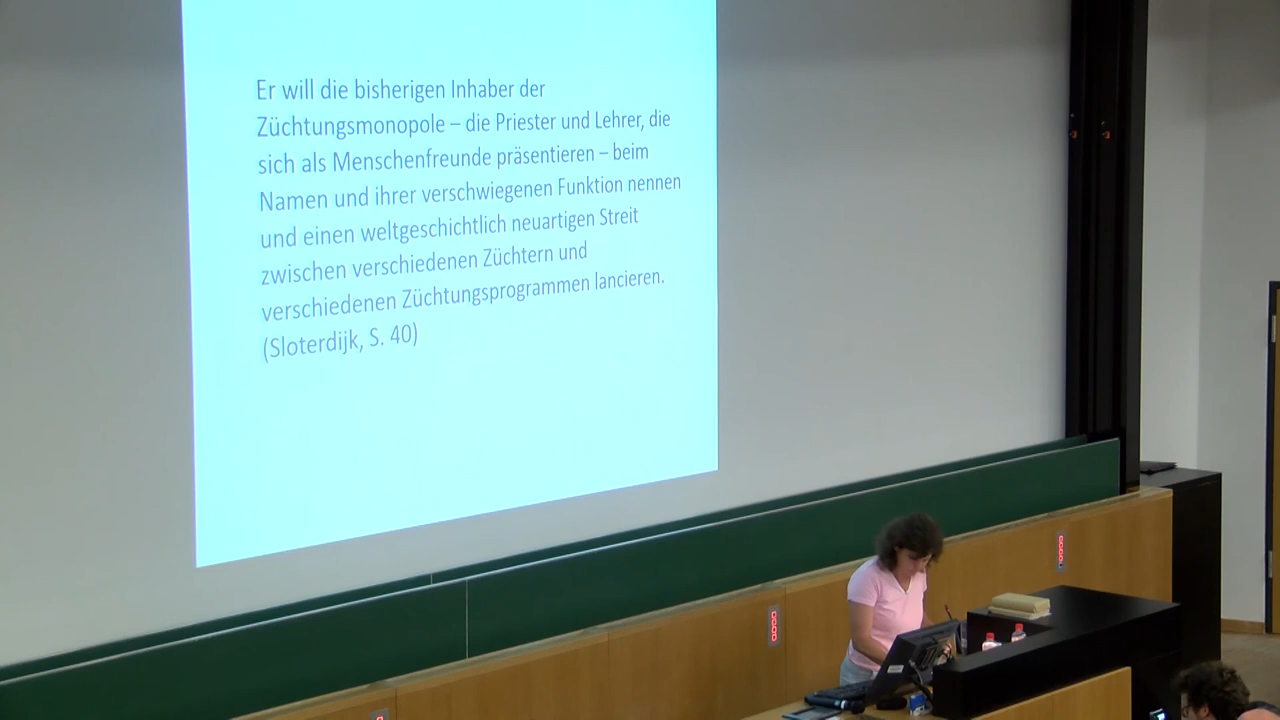 Er will die bisherigen Inhaber der
Züchtungsmonopole – die Priester und Lehrer, die
sich als Menschenfreunde präsentieren – beim
Namen und ihrer verschwiegenen Funktion nennen
und einen weltgeschichtlich neuartigen Streit
zwischen verschiedenen Züchtern und
verschiedenen Züchtungsprogrammen lancieren.
(Sloterdijk, S. 40)